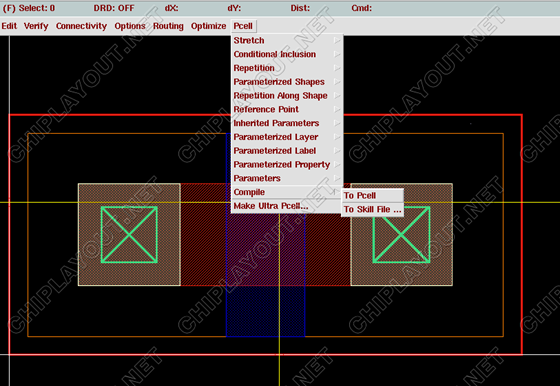 (F) Select: 0 DRD: OFF dX: dY: Dist: Cmd:
Edit Verify Connectivity Options Routing Optimize Pcell
Stretch
Conditional Inclusion
Repetition
Parameterized Shapes
Repetition Along Shape
Reference Point
Inherited Parameters
Parameterized Layer
Parameterized Label
Parameterized Property
Parameters
Compile
To Pcell
Make Ultra Pcell...
To Skill File ...
CHIPLAYOUT.NET
CHIPLAYOUT.NET
CHIPLAYOUT.NET
CHIPLAYOUT.NET
CHIPLAYOUT.NET
CHIPLAYOUT.NET